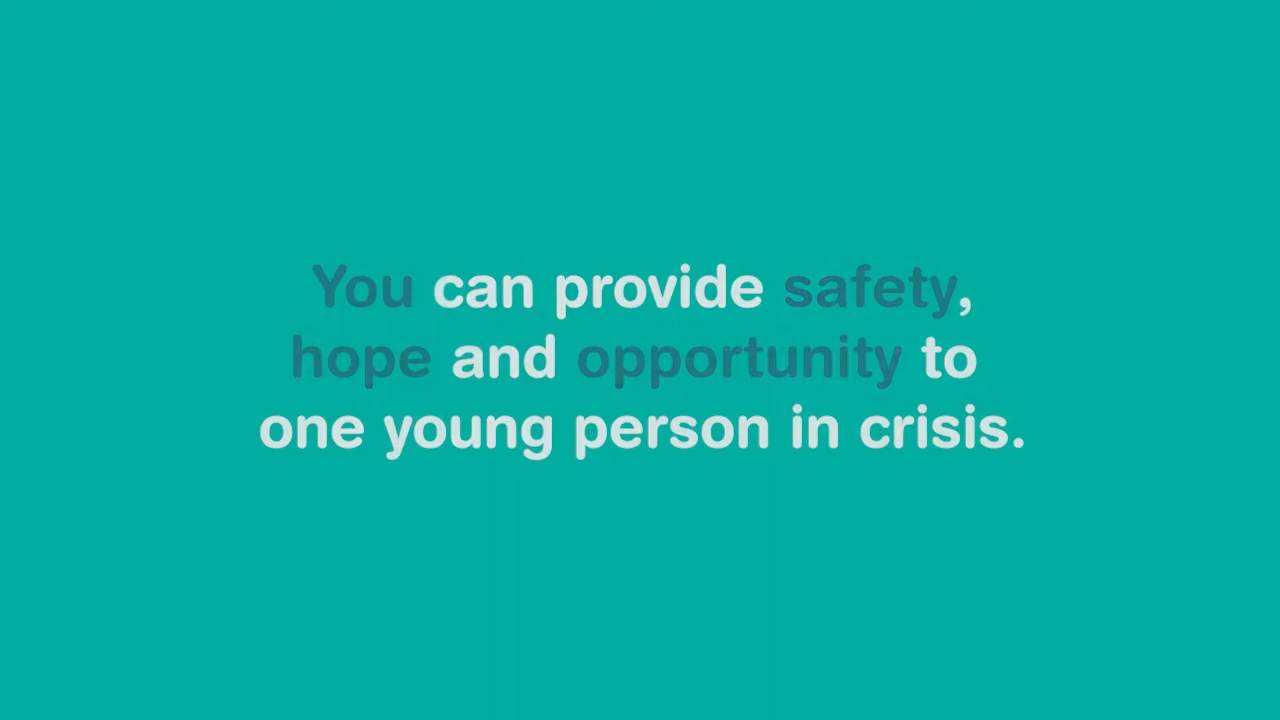 You can provide safety,
hope and opportunity to
one young person in crisis.